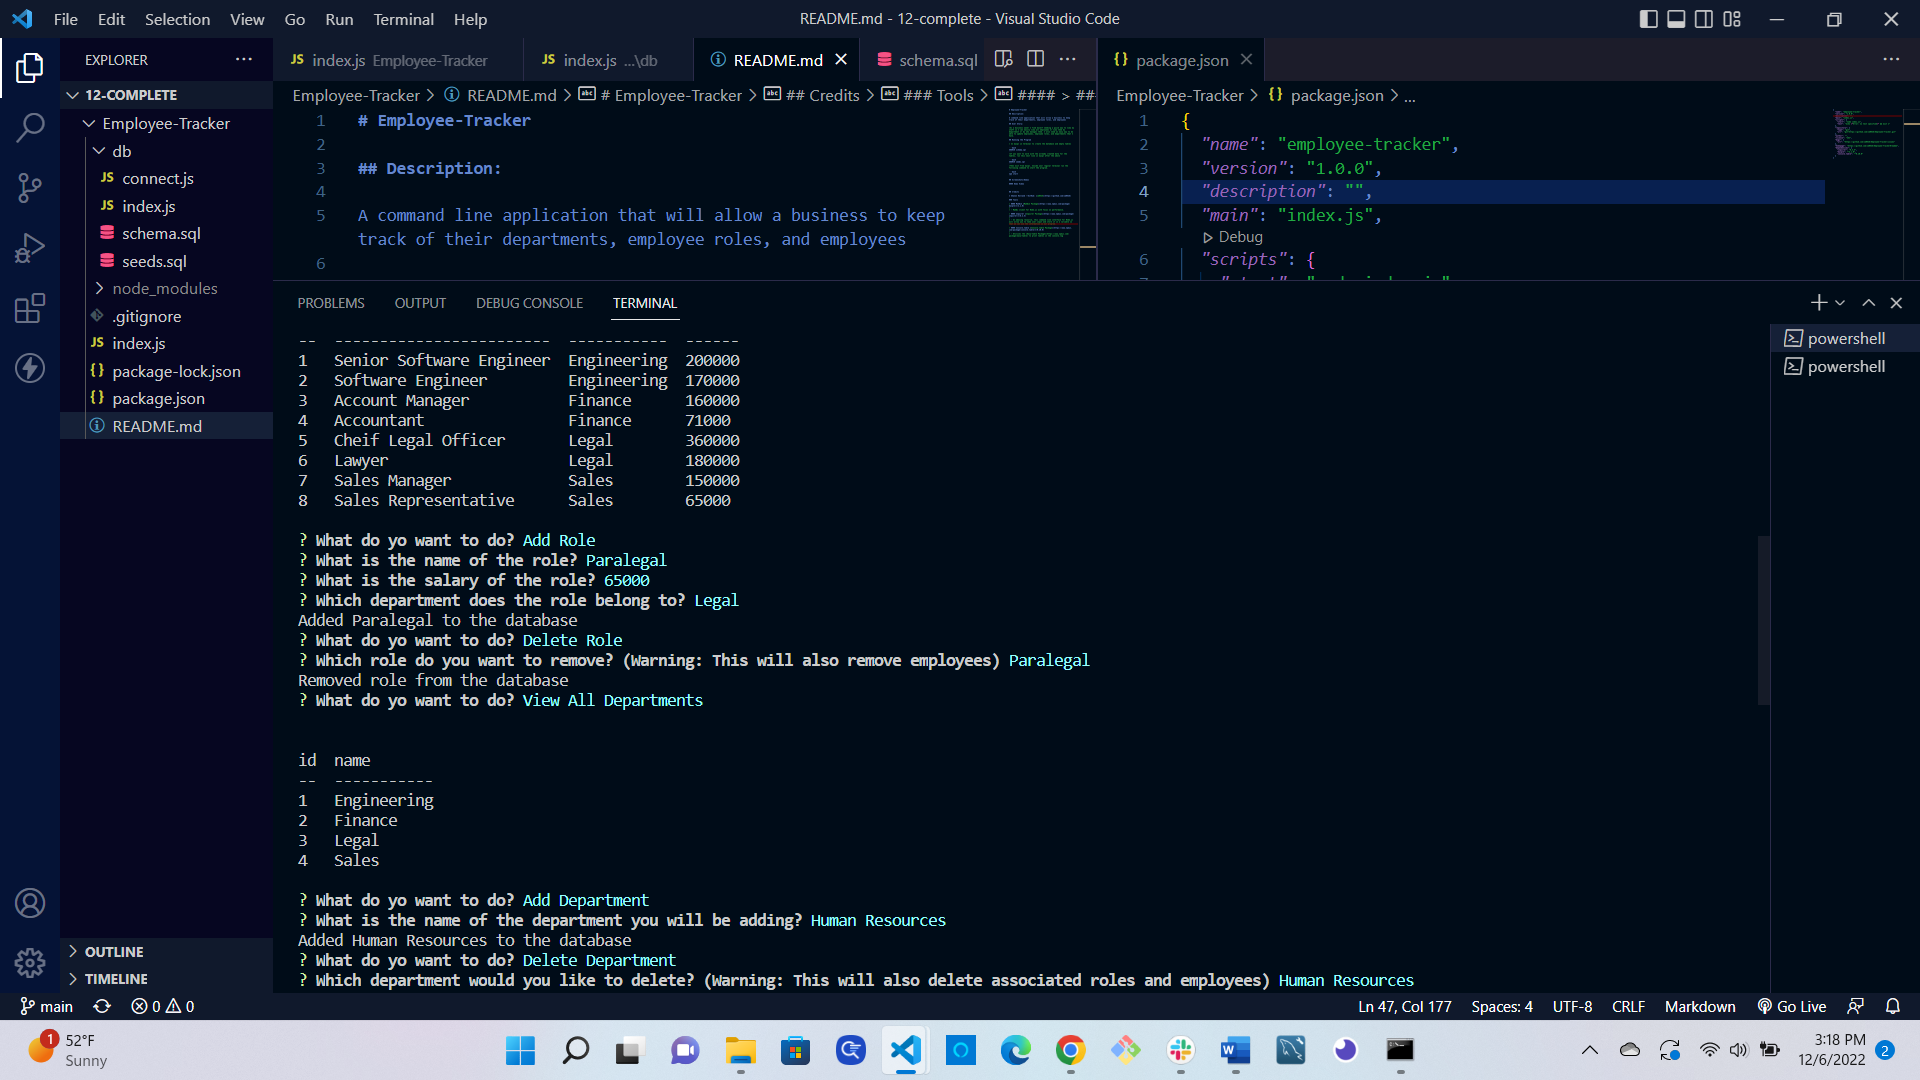 File Edit Selection View Go Run Terminal Help
README.md - 12-complete - Visual Studio Code
EXPLORER
12-COMPLETE
Employee-Tracker
db
JS connect.js
JS index.js
schema.sql
seeds.sql
node_modules
.gitignore
JS index.js
{} package-lock.json
{} package.json
README.md
OUTLINE
TIMELINE
JS index.js Employee-Tracker
JS index.js ...\db
README.md
schema.sql
Employee-Tracker > README.md > # Employee-Tracker > ## Credits > ### Tools > #### > ##
1 # Employee-Tracker
2
3 ## Description:
4
5 A command line application that will allow a business to keep
track of their departments, employee roles, and employees
6
{} package.json
Employee-Tracker > {} package.json > ...
1 {
2 "name": "employee-tracker",
3 "version": "1.0.0",
4 "description": "",
5 "main": "index.js",
Debug
6 "scripts": {
PROBLEMS OUTPUT DEBUG CONSOLE TERMINAL
powershell
powershell
-- ------------------------ ----------- ------
1 Senior Software Engineer Engineering 200000
2 Software Engineer Engineering 170000
3 Account Manager Finance 160000
4 Accountant Finance 71000
5 Cheif Legal Officer Legal 360000
6 Lawyer Legal 180000
7 Sales Manager Sales 150000
8 Sales Representative Sales 65000
? What do yo want to do? Add Role
? What is the name of the role? Paralegal
? What is the salary of the role? 65000
? Which department does the role belong to? Legal
Added Paralegal to the database
? What do yo want to do? Delete Role
? Which role do you want to remove? (Warning: This will also remove employees) Paralegal
Removed role from the database
? What do yo want to do? View All Departments
id name
-- -----------
1 Engineering
2 Finance
3 Legal
4 Sales
? What do yo want to do? Add Department
? What is the name of the department you will be adding? Human Resources
Added Human Resources to the database
? What do yo want to do? Delete Department
? Which department would you like to delete? (Warning: This will also delete associated roles and employees) Human Resources
main 0 0
Ln 47, Col 177 Spaces: 4 UTF-8 CRLF Markdown Go Live
1 52°F
Sunny
3:18 PM
12/6/2022
2